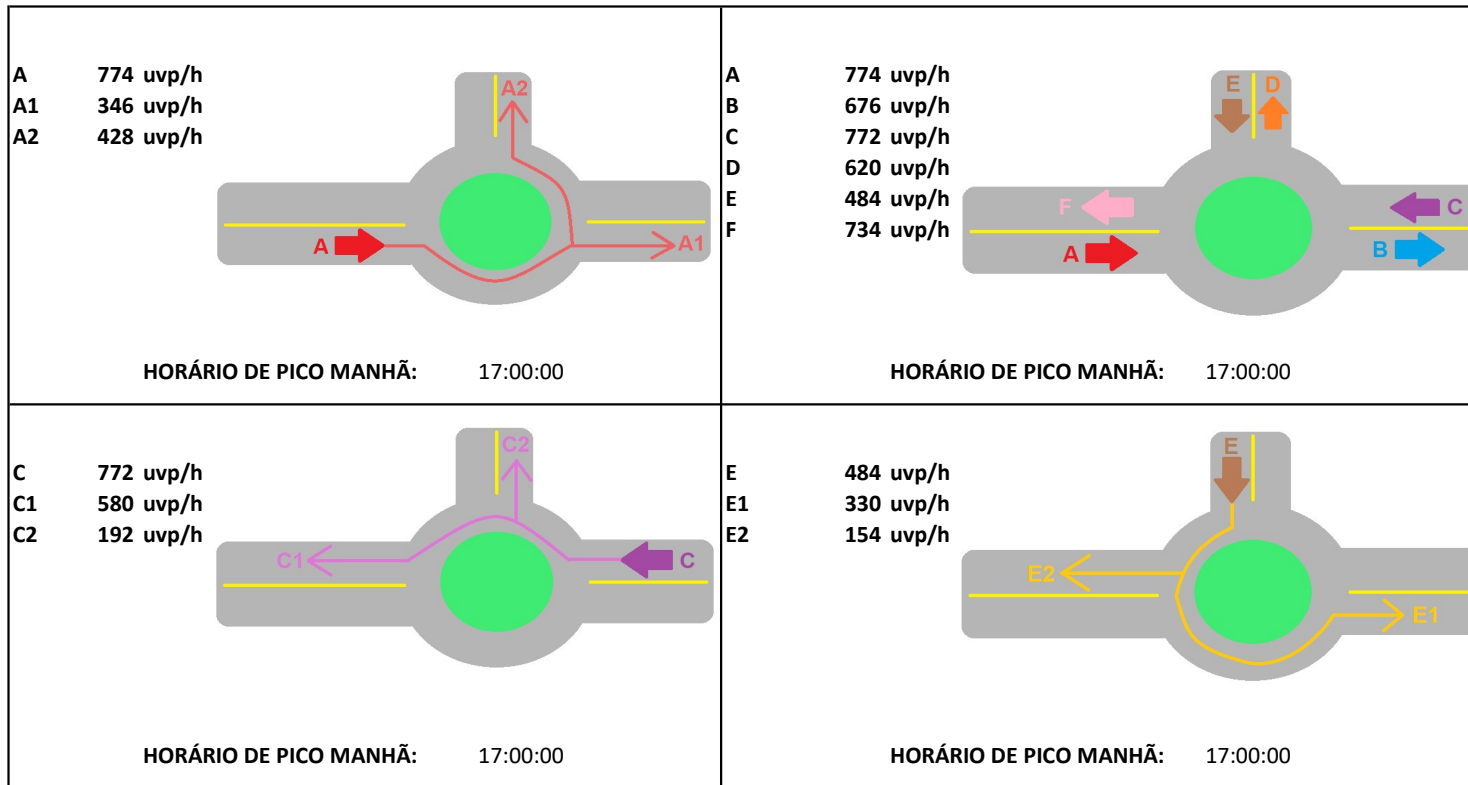 A 774 uvp/h
A1 346 uvp/h
A2 428 uvp/h
A2
A
A1
HORÁRIO DE PICO MANHÃ: 17:00:00
A 774 uvp/h
B 676 uvp/h
C 772 uvp/h
D 620 uvp/h
E 484 uvp/h
F 734 uvp/h
E D
F C
A B
HORÁRIO DE PICO MANHÃ: 17:00:00
C 772 uvp/h
C1 580 uvp/h
C2 192 uvp/h
C2
C1 C
HORÁRIO DE PICO MANHÃ: 17:00:00
E 484 uvp/h
E1 330 uvp/h
E2 154 uvp/h
E
E2
E1
HORÁRIO DE PICO MANHÃ: 17:00:00